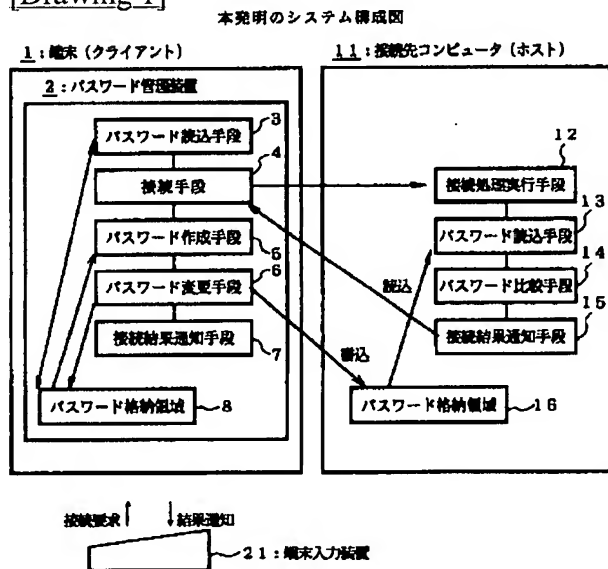 [Drawing 1]
本発明のシステム構成図
1:端末(クライアント)
11:接続先コンピュータ(ホスト)
2:パスワード管理装置
パスワード読込手段
3
接続手段
4
パスワード作成手段
5
パスワード変更手段
6
接続結果通知手段
7
パスワード格納領域
8
接続処理実行手段
12
パスワード読込手段
13
パスワード比較手段
14
接続結果通知手段
15
読込
書込
パスワード格納領域
16
接続要求
結果通知
21:端末入力装置